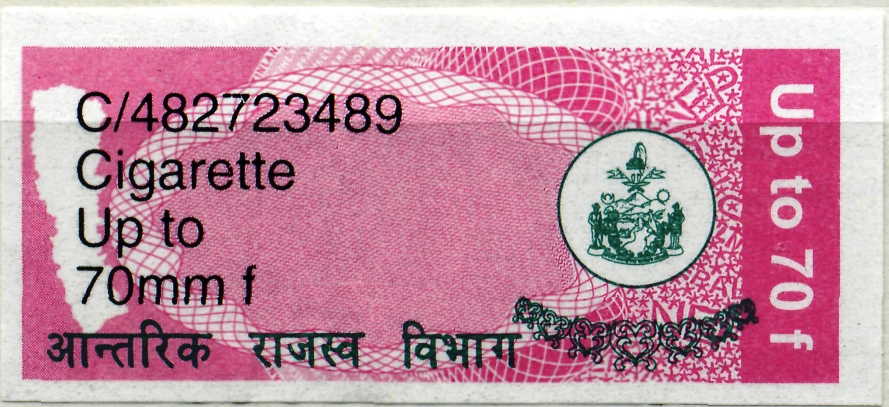 C/482723489
Cigarette
Up to
70mm f
आन्तरिक राजस्व विभाग
Up to 70 f